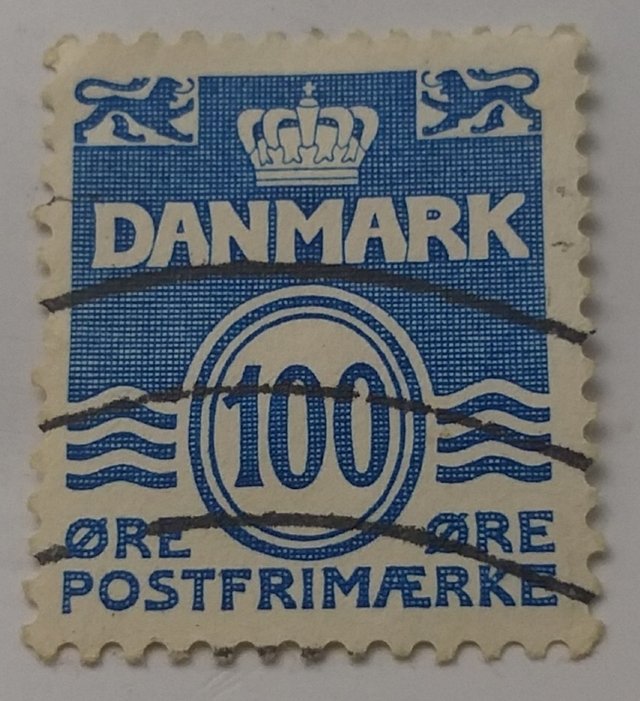 DANMARK
100
ØRE ØRE
POSTFRIMÆRKE